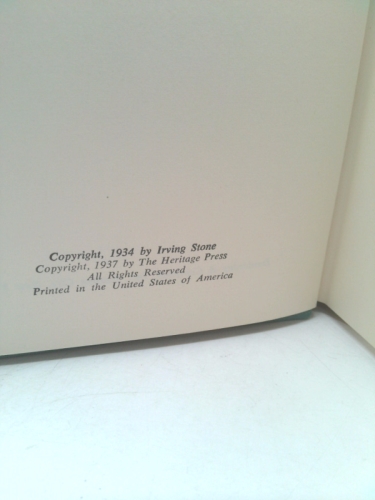 Copyright, 1934 by Irving Stone
Copyright, 1937 by The Heritage Press
All Rights Reserved
Printed in the United States of America